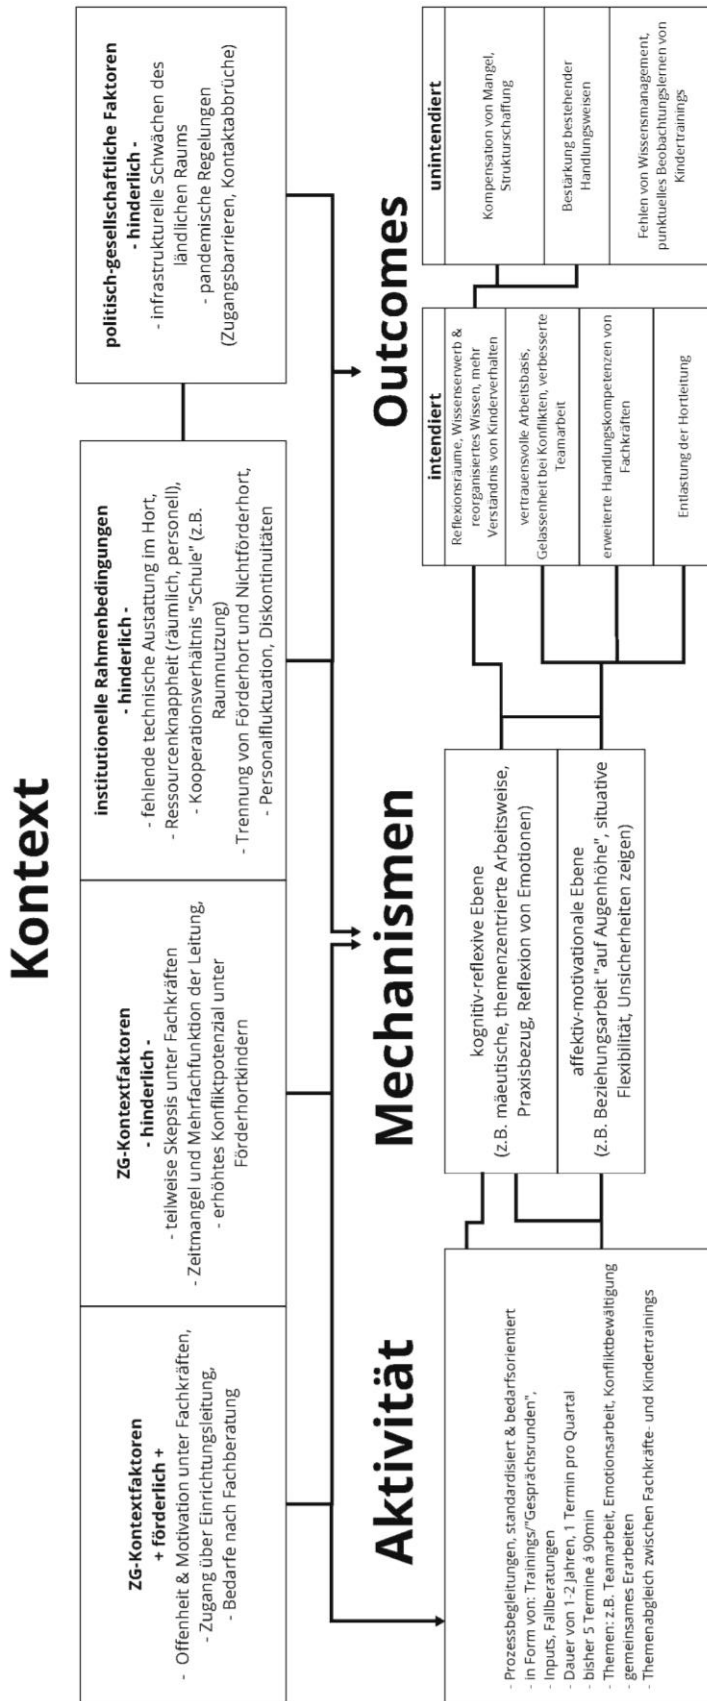 Kontext
ZG-Kontextfaktoren
+ förderlich +
- Offenheit & Motivation unter Fachkräften,
- Zugang über Einrichtungsleitung,
- Bedarfe nach Fachberatung
ZG-Kontextfaktoren
- hinderlich -
- teilweise Skepsis unter Fachkräften
- Zeitmangel und Mehrfachfunktion der Leitung,
- erhöhtes Konfliktpotenzial unter
Förderhortkindern
institutionelle Rahmenbedingungen
- hinderlich -
- fehlende technische Austattung im Hort,
- Ressourcenknappheit (räumlich, personell),
- Kooperationsverhältnis "Schule" (z.B.
Raumnutzung)
- Trennung von Förderhort und Nichtförderhort,
- Personalfluktuation, Diskontinuitäten
politisch-gesellschaftliche Faktoren
- hinderlich -
- infrastrukturelle Schwächen des
ländlichen Raums
- pandemische Regelungen
(Zugangsbarrieren, Kontaktabbrüche)
Aktivität
- Prozessbegleitungen, standardisiert & bedarfsorientiert
- in Form von: Trainings/"Gesprächsrunden",
- Inputs, Fallberatungen
- Dauer von 1-2 Jahren, 1 Termin pro Quartal
- bisher 5 Termine á 90min
- Themen: z.B. Teamarbeit, Emotionsarbeit, Konfliktbewältigung
- gemeinsames Erarbeiten
- Themenabgleich zwischen Fachkräfte- und Kindertrainings
Mechanismen
kognitiv-reflexive Ebene
(z.B. mäeutische, themenzentrierte Arbeitsweise,
Praxisbezug, Reflexion von Emotionen)
affektiv-motivationale Ebene
(z.B. Beziehungsarbeit "auf Augenhöhe", situative
Flexibilität, Unsicherheiten zeigen)
Outcomes
intendiert
Reflexionsräume, Wissenserwerb &
reorganisiertes Wissen, mehr
Verständnis von Kinderverhalten
vertrauensvolle Arbeitsbasis,
Gelassenheit bei Konflikten, verbesserte
Teamarbeit
erweiterte Handlungskompetenzen von
Fachkräften
Entlastung der Hortleitung
unintendiert
Kompensation von Mangel,
Strukturschaffung
Bestärkung bestehender
Handlungsweisen
Fehlen von Wissensmanagement,
punktuelles Beobachtungslernen von
Kindertrainings